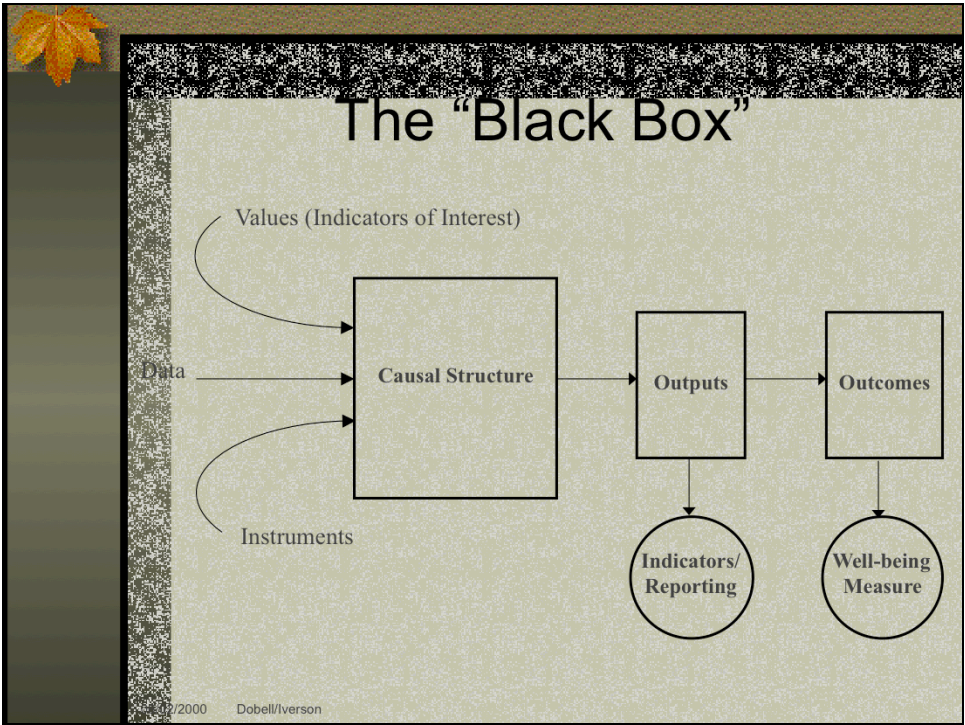 The “Black Box”
Values (Indicators of Interest)
Data
Causal Structure
Outputs
Outcomes
Instruments
Indicators/
Reporting
Well-being
Measure
/2000
Dobell/Iverson